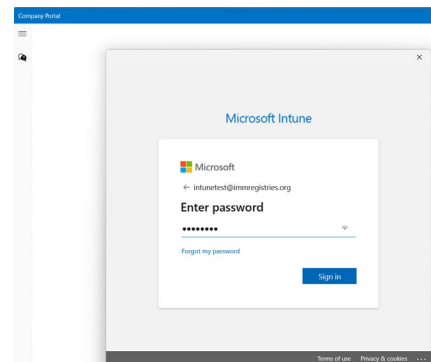 Company Portal
Microsoft Intune
Microsoft
← intunetest@immregistries.org
Enter password
••••••••
Forgot my password
Sign in
Terms of use Privacy & cookies ...